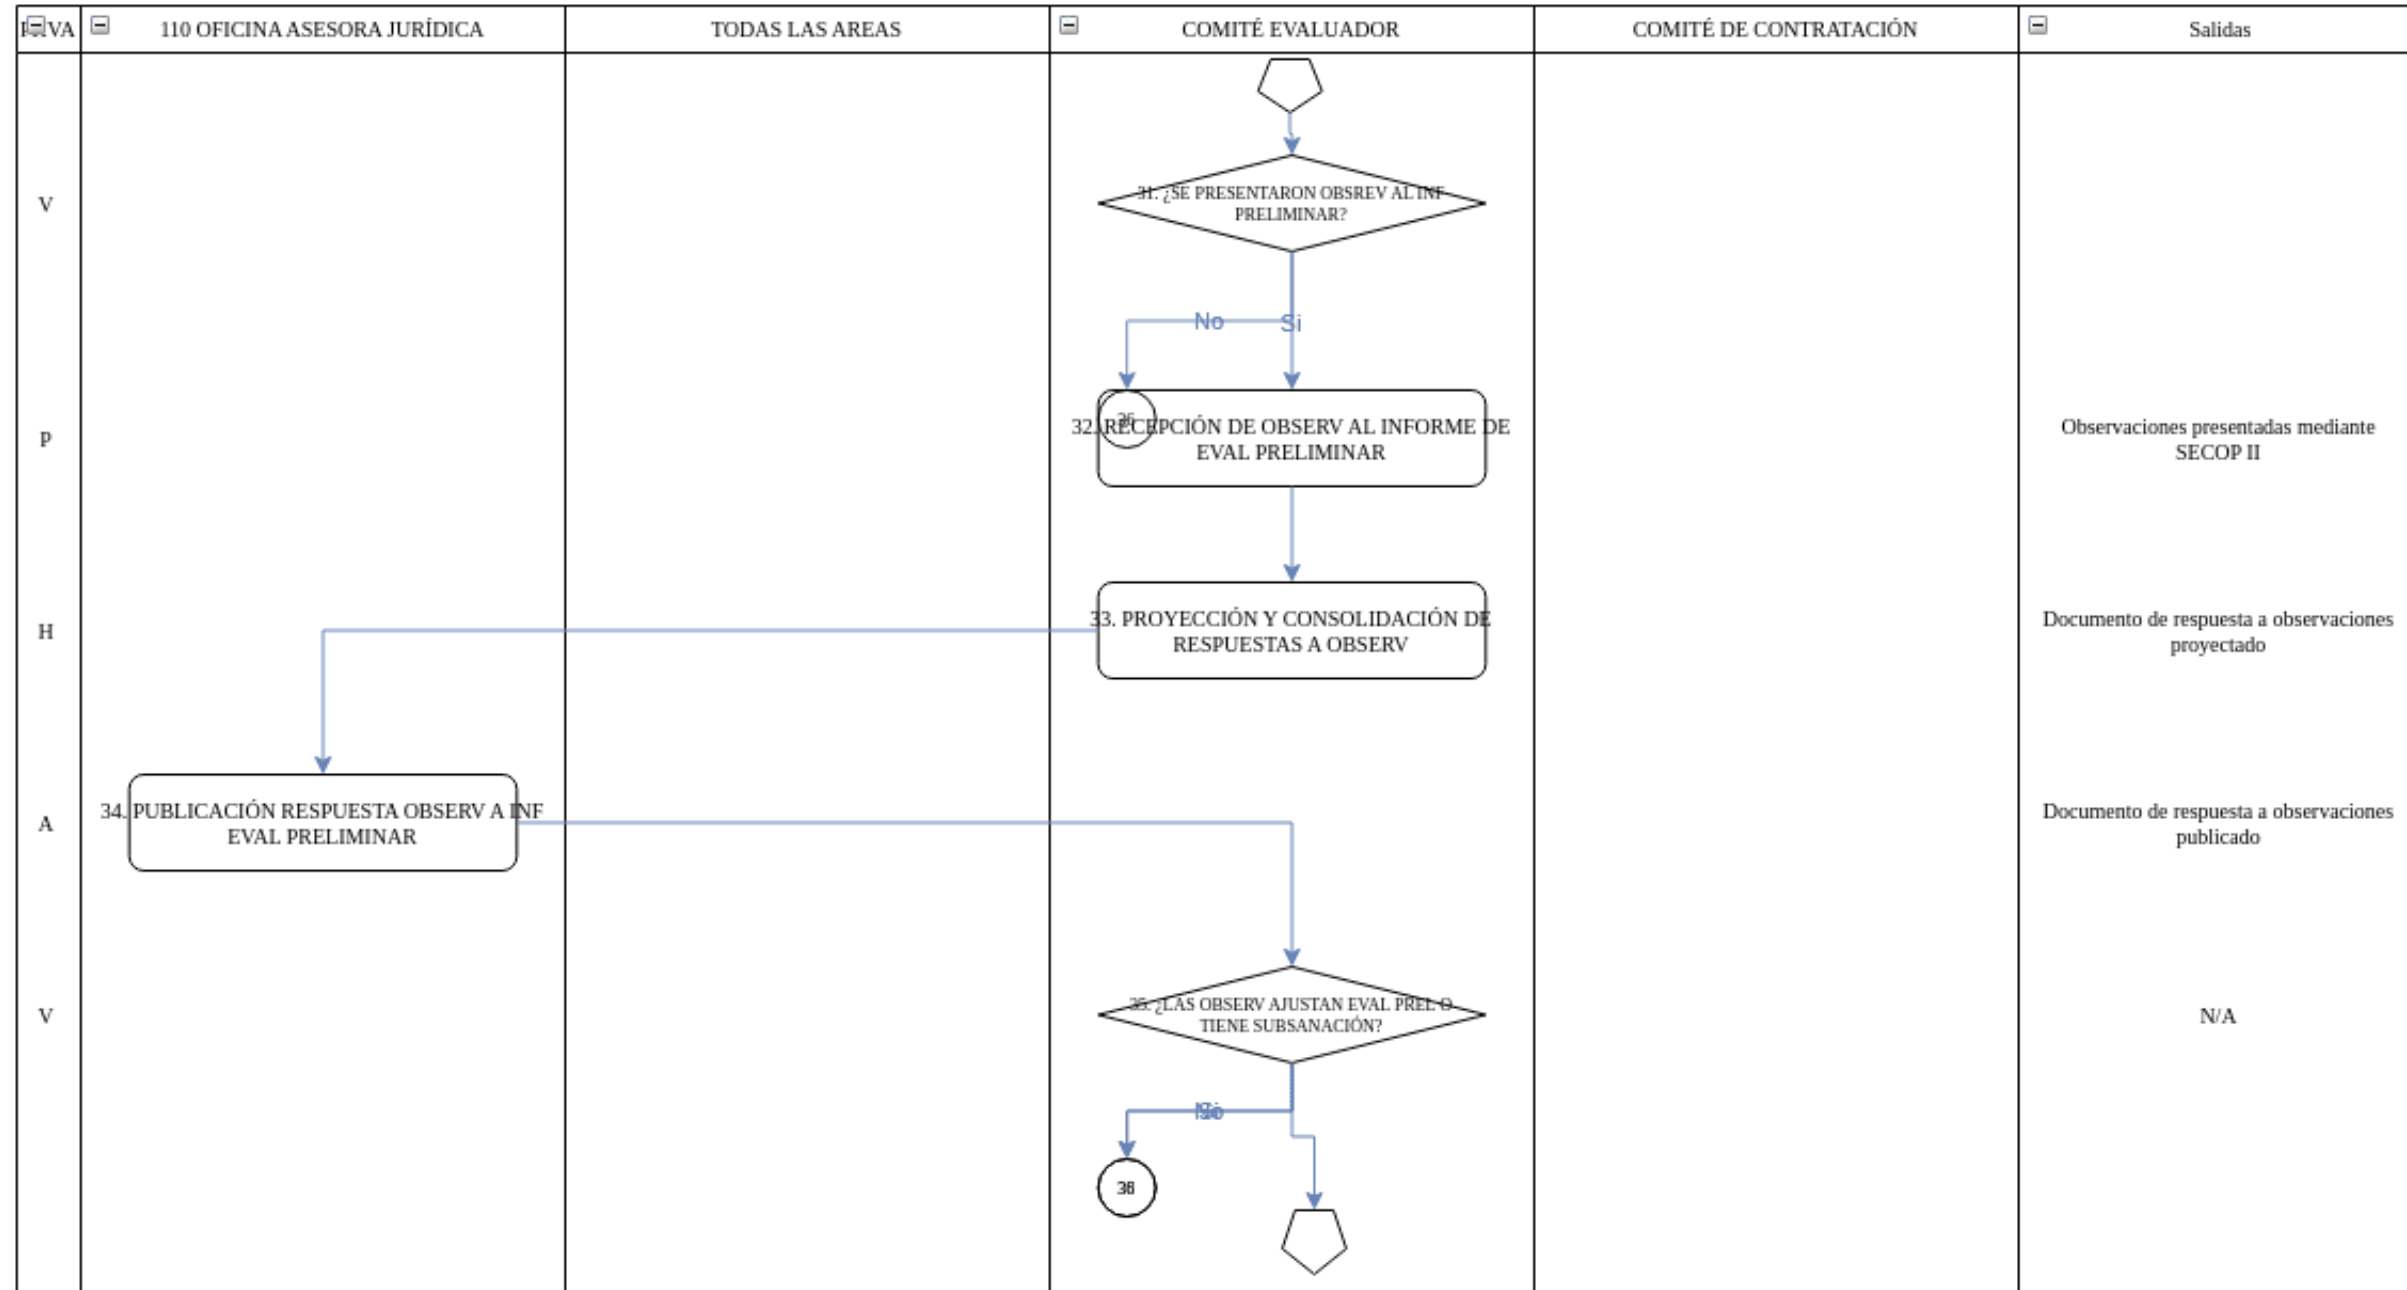 110 OFICINA ASESORA JURÍDICA
TODAS LAS AREAS
COMITÉ EVALUADOR
COMITÉ DE CONTRATACIÓN
Salidas
V
31. ¿SE PRESENTARON OBSREV AL INF
PRELIMINAR?
No
Si
P
32. RECEPCIÓN DE OBSERV AL INFORME DE
EVAL PRELIMINAR
Observaciones presentadas mediante
SECOP II
H
33. PROYECCIÓN Y CONSOLIDACIÓN DE
RESPUESTAS A OBSERV
Documento de respuesta a observaciones
proyectado
A
34. PUBLICACIÓN RESPUESTA OBSERV A INF
EVAL PRELIMINAR
Documento de respuesta a observaciones
publicado
V
35. ¿LAS OBSERV AJUSTAN EVAL PREL O
TIENE SUBSANACIÓN?
N/A